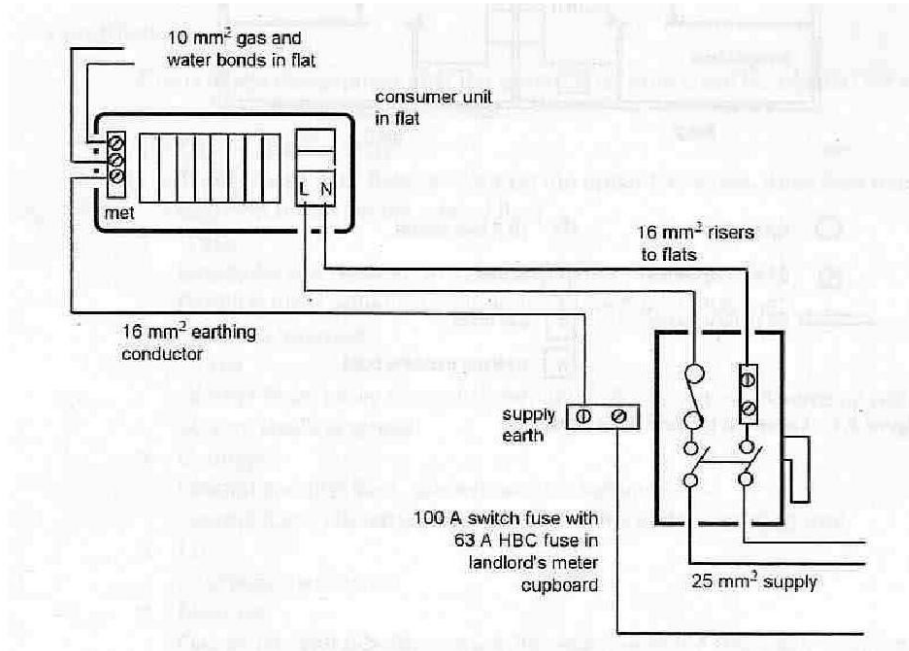 10 mm² gas and
water bonds in flat
consumer unit
in flat
L N
met
16 mm² risers
to flats
16 mm² earthing
conductor
supply
earth
100 A switch fuse with
63 A HBC fuse in
landlord's meter
cupboard
25 mm² supply